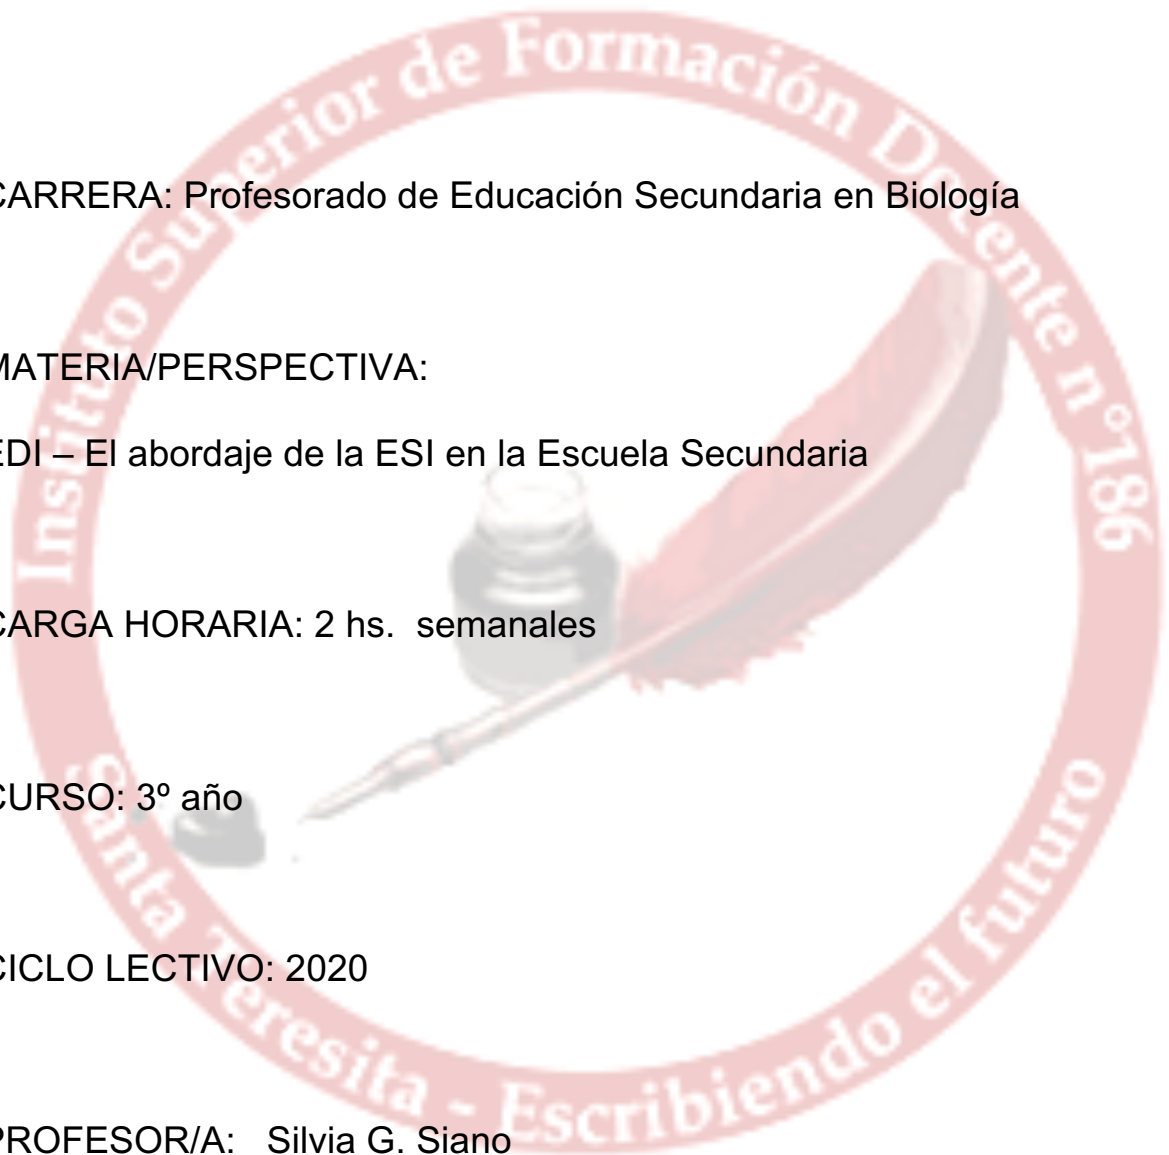 Instituto Superior de Formación Docente n°186
CARRERA: Profesorado de Educación Secundaria en Biología
MATERIA/PERSPECTIVA:
EDI – El abordaje de la ESI en la Escuela Secundaria
CARGA HORARIA: 2 hs. semanales
CURSO: 3º año
CICLO LECTIVO: 2020
PROFESOR/A: Silvia G. Siano
Santa Teresita - Escribiendo el futuro